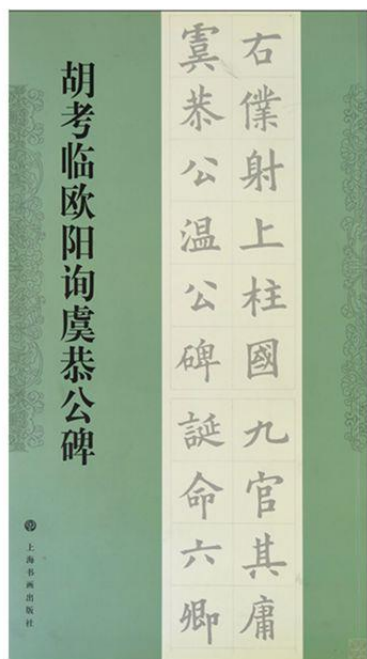 胡考临欧阳询虞恭公碑
右僕射上柱國九官其庸
虞恭公温公碑誕命六卿
上海书画出版社